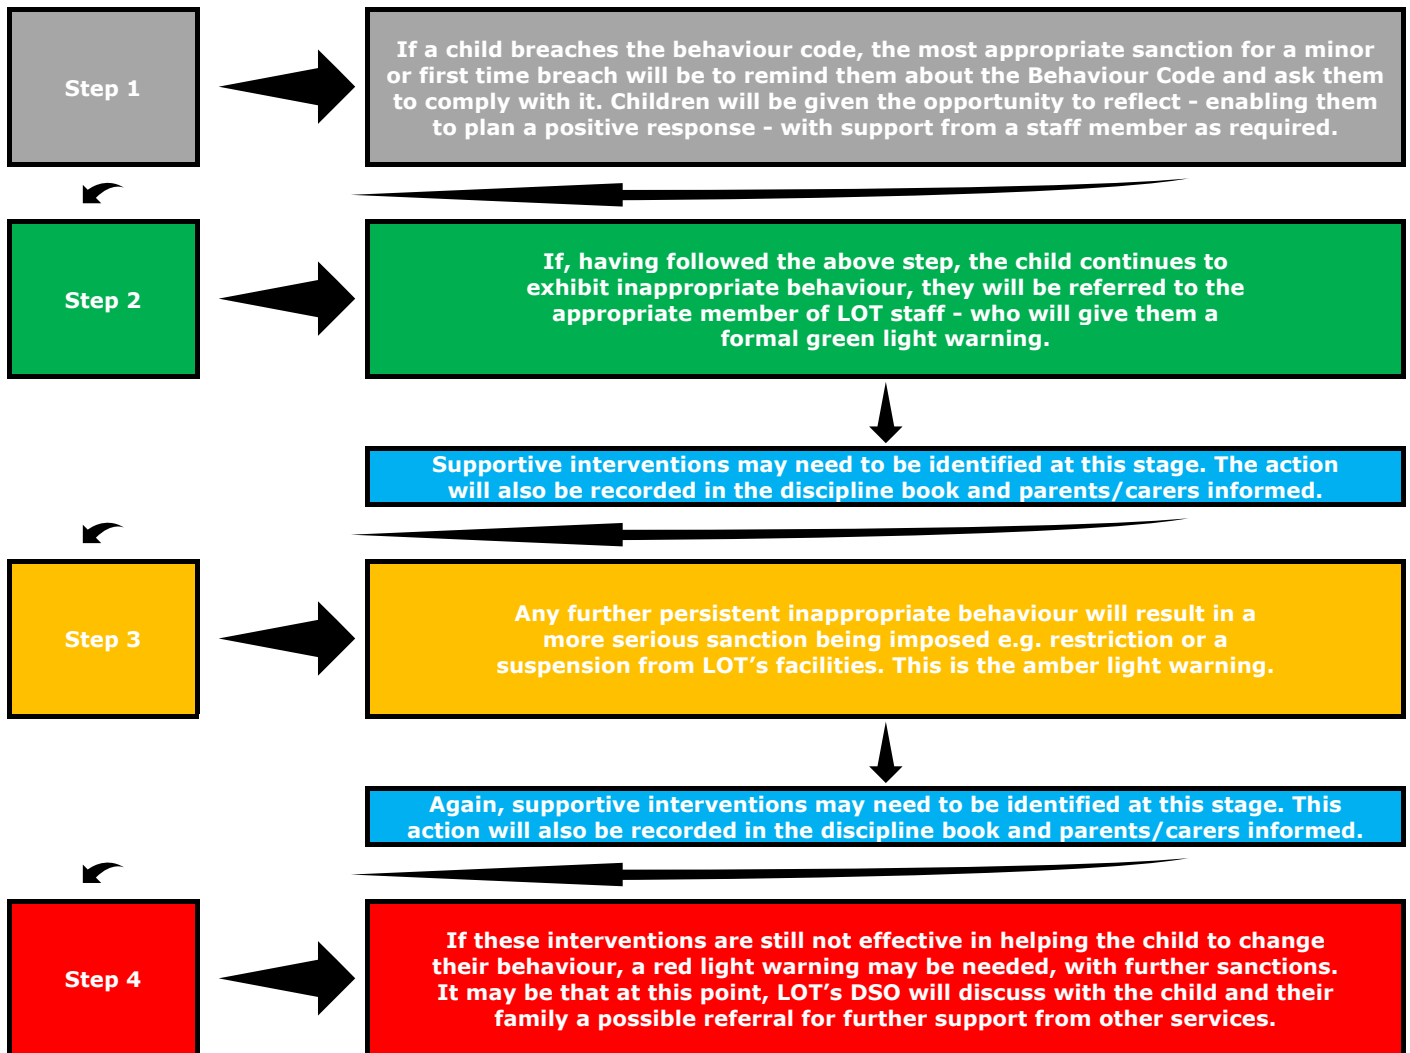 Step 1
If a child breaches the behaviour code, the most appropriate sanction for a minor
or first time breach will be to remind them about the Behaviour Code and ask them
to comply with it. Children will be given the opportunity to reflect – enabling them
to plan a positive response – with support from a staff member as required.
Step 2
If, having followed the above step, the child continues to
exhibit inappropriate behaviour, they will be referred to the
appropriate member of LOT staff – who will give them a
formal green light warning.
Supportive interventions may need to be identified at this stage. The action
will also be recorded in the discipline book and parents/carers informed.
Step 3
Any further persistent inappropriate behaviour will result in a
more serious sanction being imposed e.g. restriction or a
suspension from LOT’s facilities. This is the amber light warning.
Again, supportive interventions may need to be identified at this stage. This
action will also be recorded in the discipline book and parents/carers informed.
Step 4
If these interventions are still not effective in helping the child to change
their behaviour, a red light warning may be needed, with further sanctions.
It may be that at this point, LOT’s DSO will discuss with the child and their
family a possible referral for further support from other services.